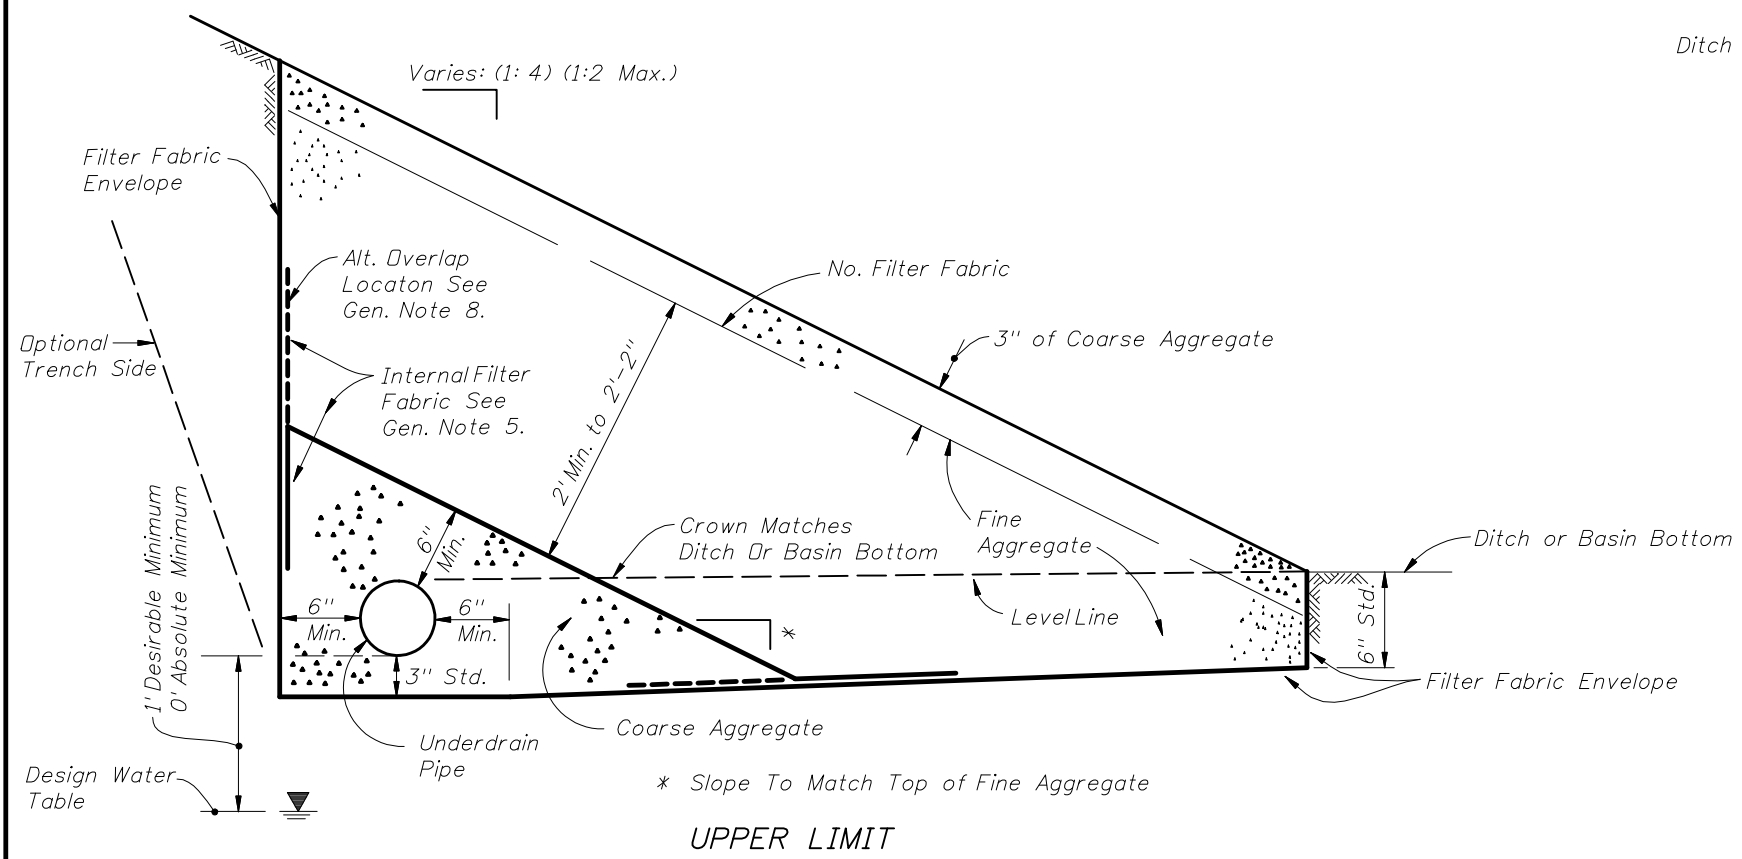 Ditch
Varies: (1: 4) (1:2 Max.)
Filter Fabric
Envelope
Alt. Overlap
Locaton See
Gen. Note 8.
No. Filter Fabric
Optional
Trench Side
3" of Coarse Aggregate
Internal Filter
Fabric See
Gen. Note 5.
2' Min. to 2'-2"
1' Desirable Minimum
0' Absolute Minimum
6"
Min.
Crown Matches
Ditch Or Basin Bottom
Fine
Aggregate
Ditch or Basin Bottom
6"
Min.
6"
Min.
Level Line
*
6" Std.
3" Std.
Filter Fabric Envelope
Coarse Aggregate
Underdrain
Pipe
Design Water
Table
* Slope To Match Top of Fine Aggregate
UPPER LIMIT